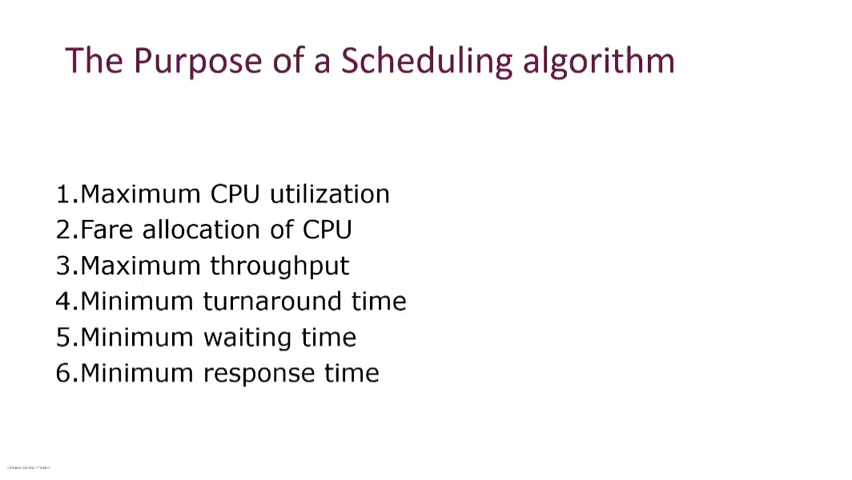 The Purpose of a Scheduling algorithm
1.Maximum CPU utilization
2.Fare allocation of CPU
3.Maximum throughput
4.Minimum turnaround time
5.Minimum waiting time
6.Minimum response time